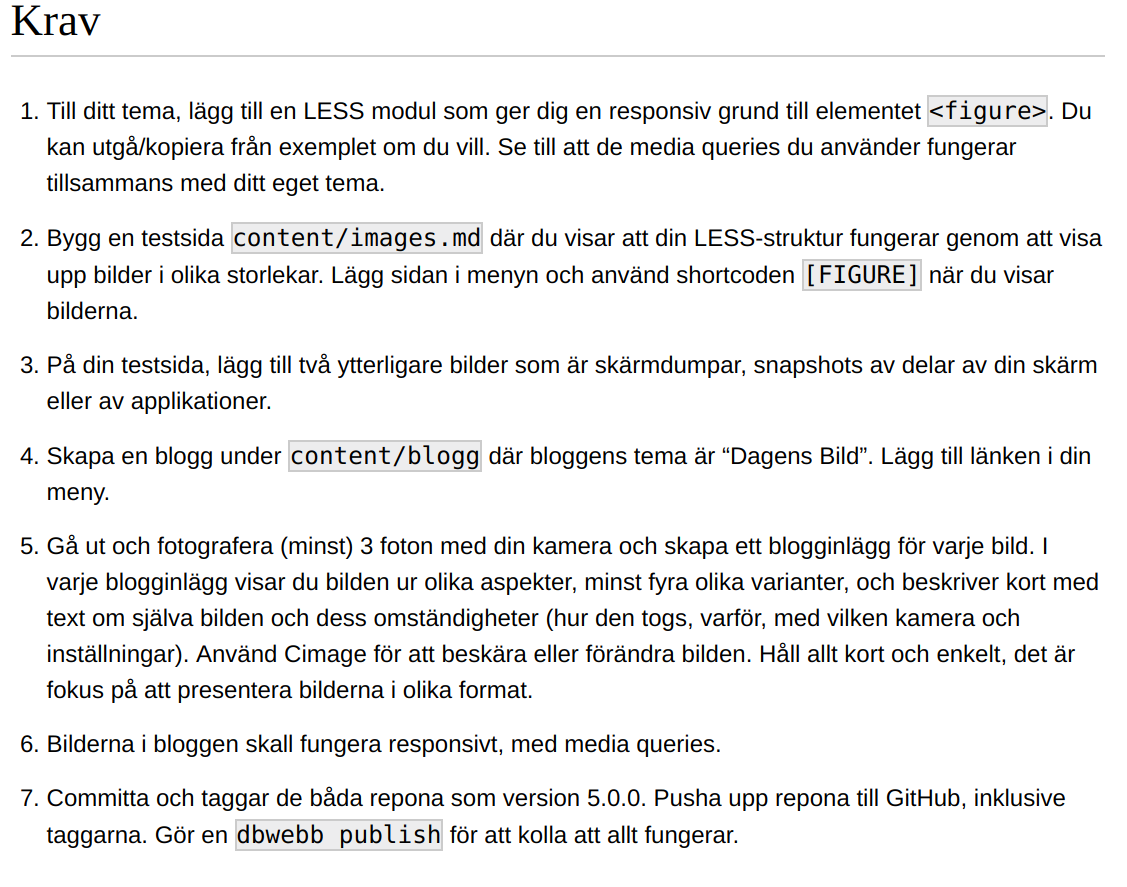 Krav
1. Till ditt tema, lägg till en LESS modul som ger dig en responsiv grund till elementet <figure>. Du
kan utgå/kopiera från exemplet om du vill. Se till att de media queries du använder fungerar
tillsammans med ditt eget tema.
2. Bygg en testsida content/images.md där du visar att din LESS-struktur fungerar genom att visa
upp bilder i olika storlekar. Lägg sidan i menyn och använd shortcoden [FIGURE] när du visar
bilderna.
3. På din testsida, lägg till två ytterligare bilder som är skärmdumpar, snapshots av delar av din skärm
eller av applikationer.
4. Skapa en blogg under content/blogg där bloggens tema är “Dagens Bild”. Lägg till länken i din
meny.
5. Gå ut och fotografera (minst) 3 foton med din kamera och skapa ett blogginlägg för varje bild. I
varje blogginlägg visar du bilden ur olika aspekter, minst fyra olika varianter, och beskriver kort med
text om själva bilden och dess omständigheter (hur den togs, varför, med vilken kamera och
inställningar). Använd Cimage för att beskära eller förändra bilden. Håll allt kort och enkelt, det är
fokus på att presentera bilderna i olika format.
6. Bilderna i bloggen skall fungera responsivt, med media queries.
7. Committa och taggar de båda repona som version 5.0.0. Pusha upp repona till GitHub, inklusive
taggarna. Gör en dbwebb publish för att kolla att allt fungerar.